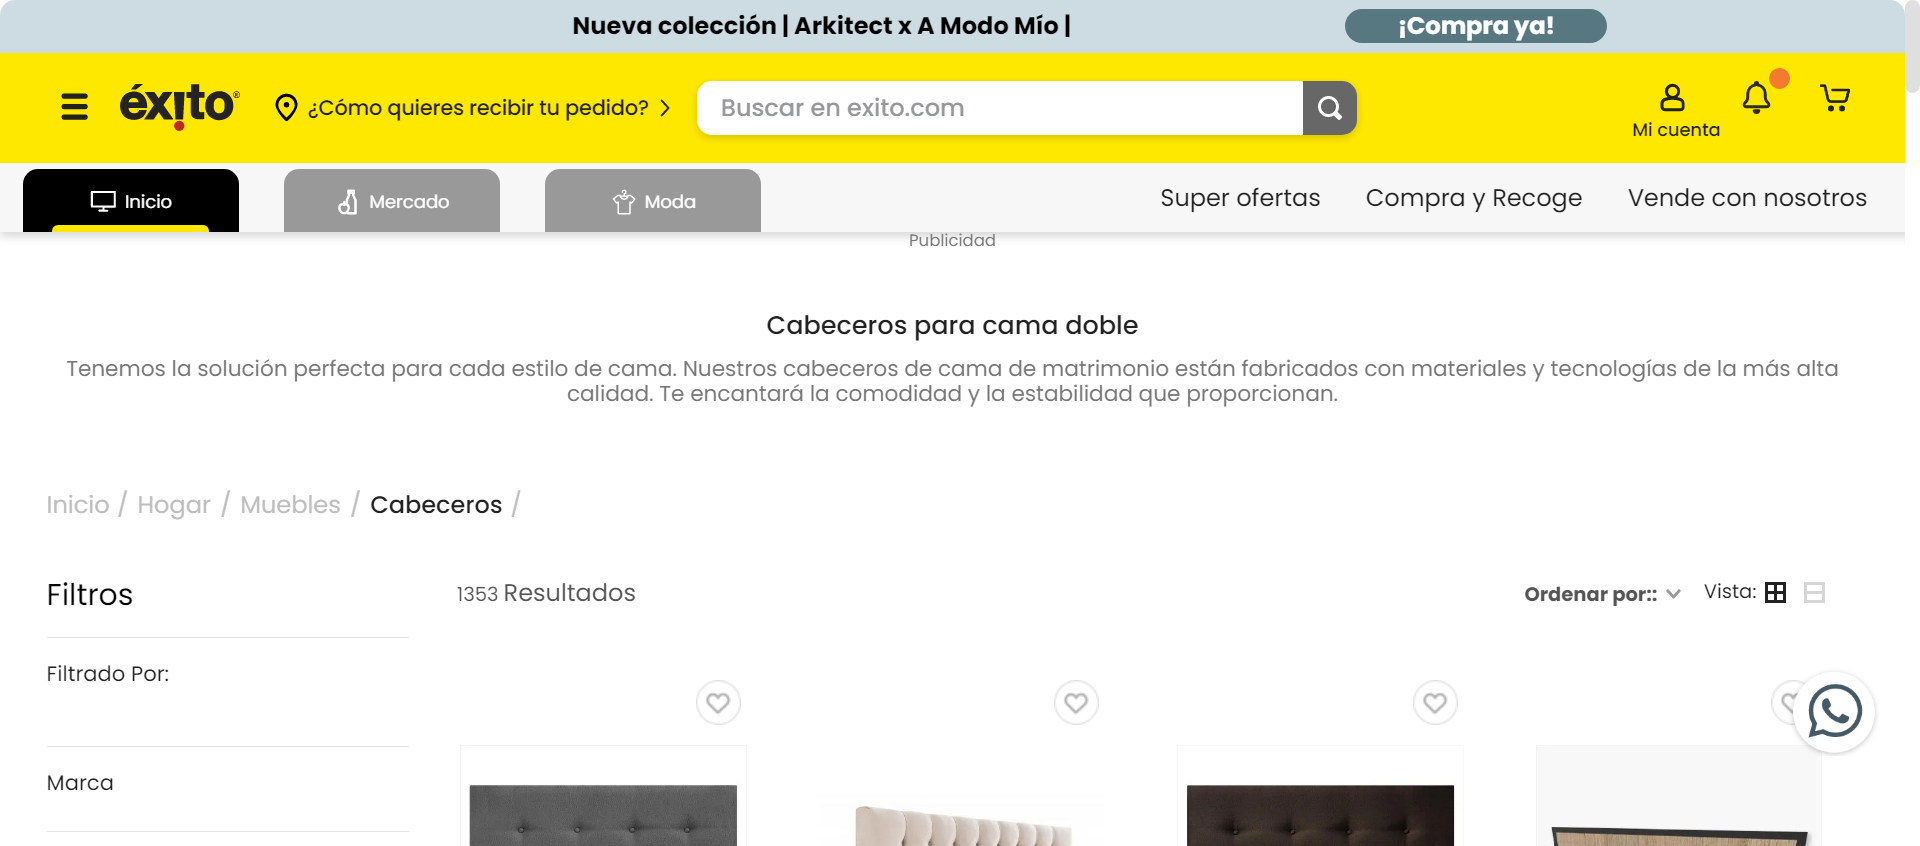 Nueva colección | Arkitect x A Modo Mío |
¡Compra ya!
éxito®
¿Cómo quieres recibir tu pedido?
Buscar en exito.com
Mi cuenta
Inicio
Mercado
Moda
Super ofertas
Compra y Recoge
Vende con nosotros
Publicidad
Cabeceros para cama doble
Tenemos la solución perfecta para cada estilo de cama. Nuestros cabeceros de cama de matrimonio están fabricados con materiales y tecnologías de la más alta
calidad. Te encantará la comodidad y la estabilidad que proporcionan.
Inicio / Hogar / Muebles / Cabeceros /
Filtros
1353 Resultados
Ordenar por::
Vista:
Filtrado Por:
Marca